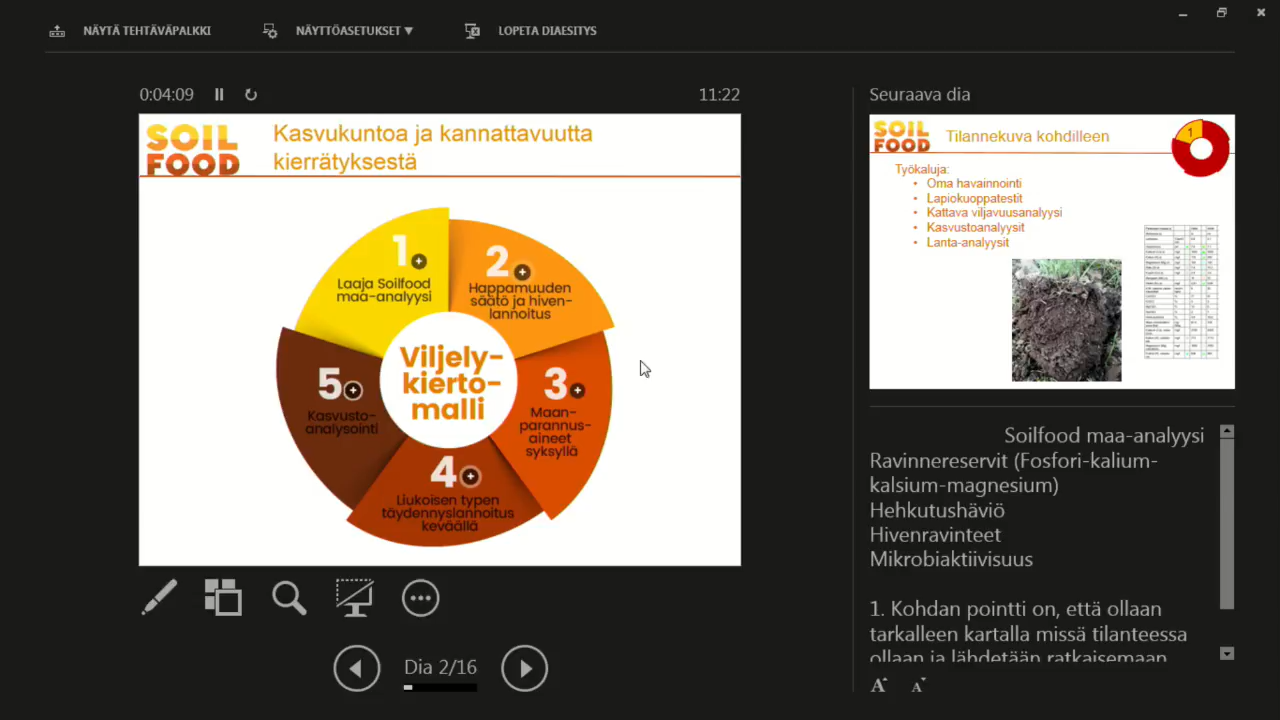 NÄYTÄ TEHTÄVÄPALKKI
NÄYTTÖASETUKSET ▼
LOPETA DIAESITYS
0:04:09
11:22
SOIL
FOOD
Kasvukuntoa ja kannattavuutta
kierrätyksestä
1
Laaja Soilfood
maa-analyysi
2
Happamuuden
säätö ja hiven-
lannoitus
3
Maan-
parannus-
aineet
syksyllä
4
Liukoisen typen
täydennyslannoitus
keväällä
5
Kasvusto-
analysointi
Viljely-
kierto-
malli
Dia 2/16
Seuraava dia
SOIL
FOOD
Tilannekuva kohdilleen
1
Työkaluja:
• Oma havainnointi
• Lapiokuoppatestit
• Kattava viljavuusanalyysi
• Kasvustoanalyysit
• Lanta-analyysit
Soilfood maa-analyysi
Ravinnereservit (Fosfori-kalium-
kalsium-magnesium)
Hehkutushäviö
Hivenravinteet
Mikrobiaktiivisuus
1. Kohdan pointti on, että ollaan
tarkalleen kartalla missä tilanteessa
ollaan ja lähdetään ratkaisemaan
A
A